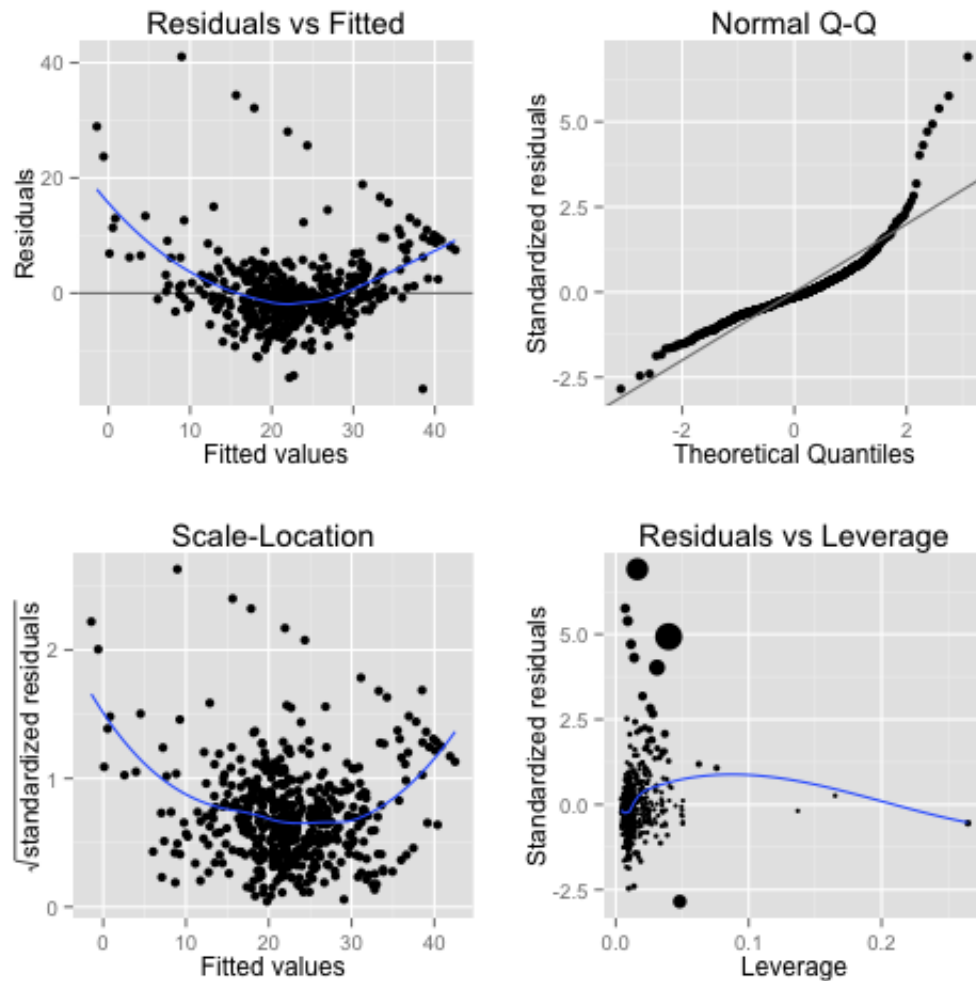 Residuals vs Fitted
Residuals
40
20
0
0 10 20 30 40
Fitted values
Normal Q-Q
Standardized residuals
5.0
2.5
0.0
-2.5
-2 0 2
Theoretical Quantiles
Scale-Location
√standardized residuals
2
1
0
0 10 20 30 40
Fitted values
Residuals vs Leverage
Standardized residuals
5.0
2.5
0.0
-2.5
0.0 0.1 0.2
Leverage